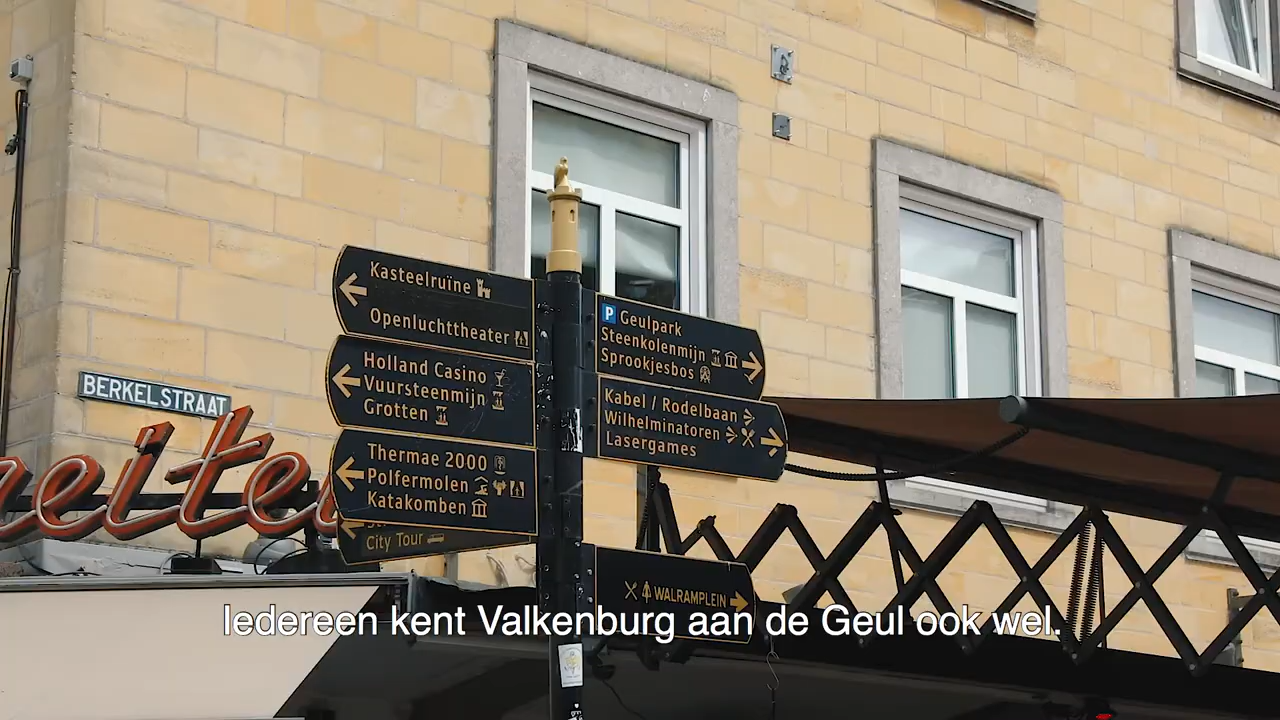 Kasteelruïne
Openluchttheater
Holland Casino
Vuursteenmijn
Grotten
Thermae 2000
Polfermolen
Katakomben
City Tour
P Geulpark
Steenkolenmijn
Sprookjesbos
Kabel / Rodelbaan
Wilhelminatoren
Lasergames
WALRAMPLEIN
BERKELSTRAAT
Iedereen kent Valkenburg aan de Geul ook wel.